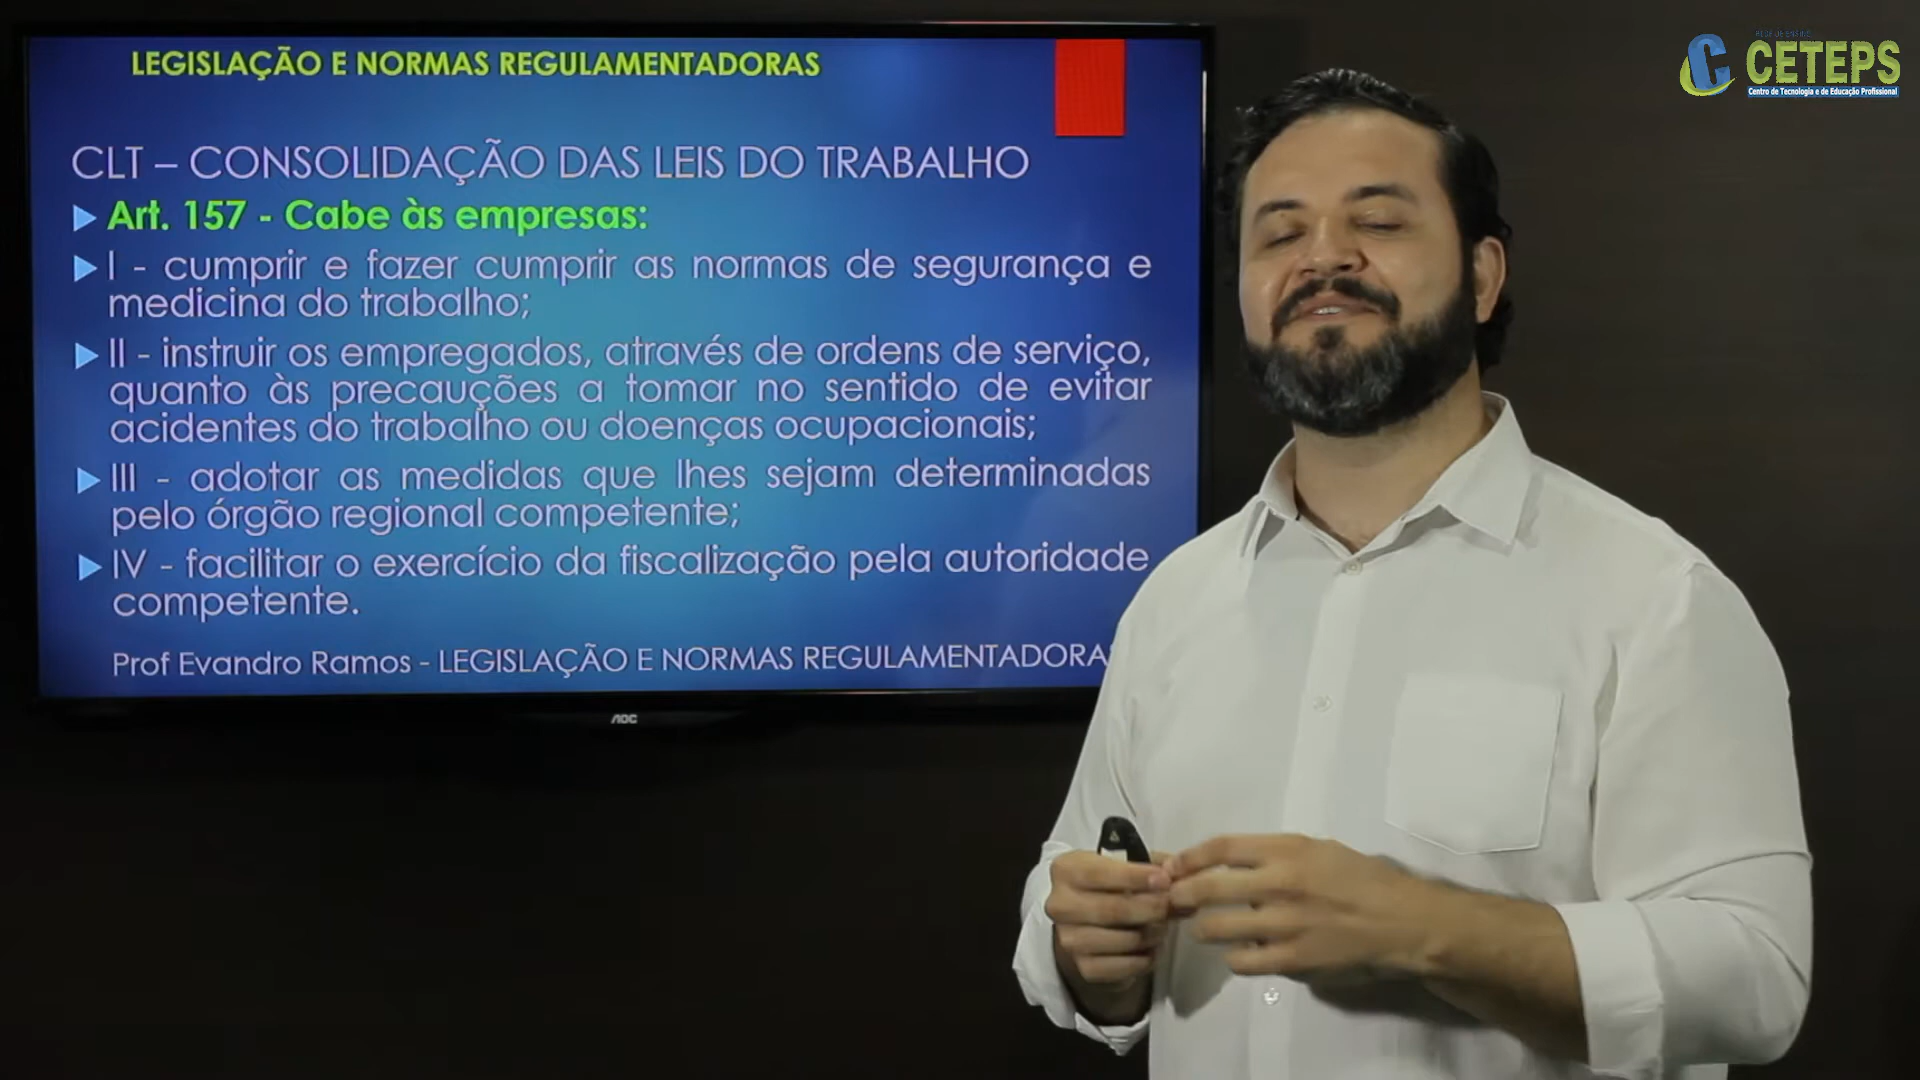 LEGISLAÇÃO E NORMAS REGULAMENTADORAS
CLT – CONSOLIDAÇÃO DAS LEIS DO TRABALHO
Art. 157 - Cabe às empresas:
I - cumprir e fazer cumprir as normas de segurança e
medicina do trabalho;
II - instruir os empregados, através de ordens de serviço,
quanto às precauções a tomar no sentido de evitar
acidentes do trabalho ou doenças ocupacionais;
III - adotar as medidas que lhes sejam determinadas
pelo órgão regional competente;
IV - facilitar o exercício da fiscalização pela autoridade
competente.
Prof Evandro Ramos - LEGISLAÇÃO E NORMAS REGULAMENTADORAS
AOC
REDE DE ENSINO
CETEPS
Centro de Tecnologia e de Educação Profissional